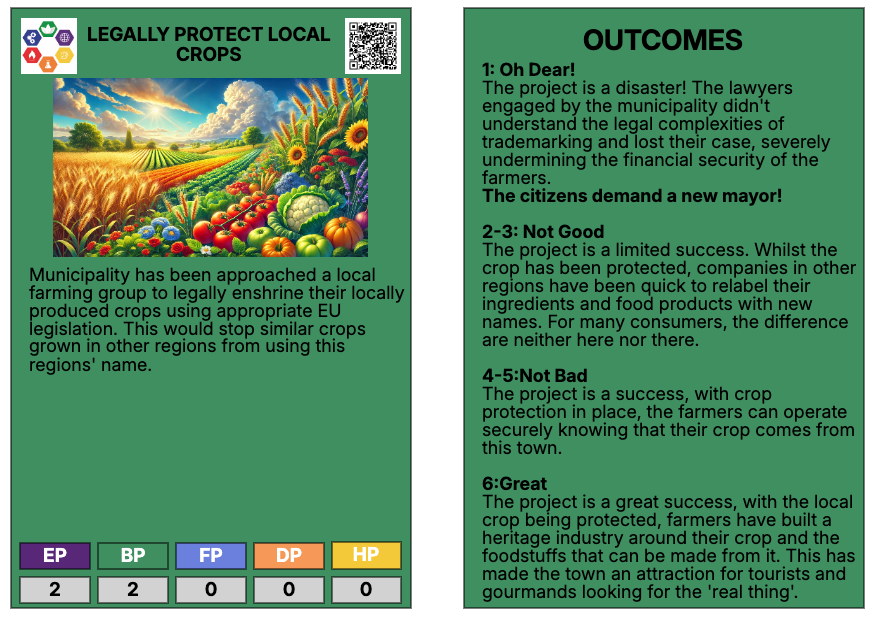 LEGALLY PROTECT LOCAL
CROPS
Municipality has been approached a local
farming group to legally enshrine their locally
produced crops using appropriate EU
legislation. This would stop similar crops
grown in other regions from using this
regions' name.
EP BP FP DP HP
2 2 0 0 0
OUTCOMES
1: Oh Dear!
The project is a disaster! The lawyers
engaged by the municipality didn't
understand the legal complexities of
trademarking and lost their case, severely
undermining the financial security of the
farmers.
The citizens demand a new mayor!
2-3: Not Good
The project is a limited success. Whilst the
crop has been protected, companies in other
regions have been quick to relabel their
ingredients and food products with new
names. For many consumers, the difference
are neither here nor there.
4-5:Not Bad
The project is a success, with crop
protection in place, the farmers can operate
securely knowing that their crop comes from
this town.
6:Great
The project is a great success, with the local
crop being protected, farmers have built a
heritage industry around their crop and the
foodstuffs that can be made from it. This has
made the town an attraction for tourists and
gourmands looking for the 'real thing'.